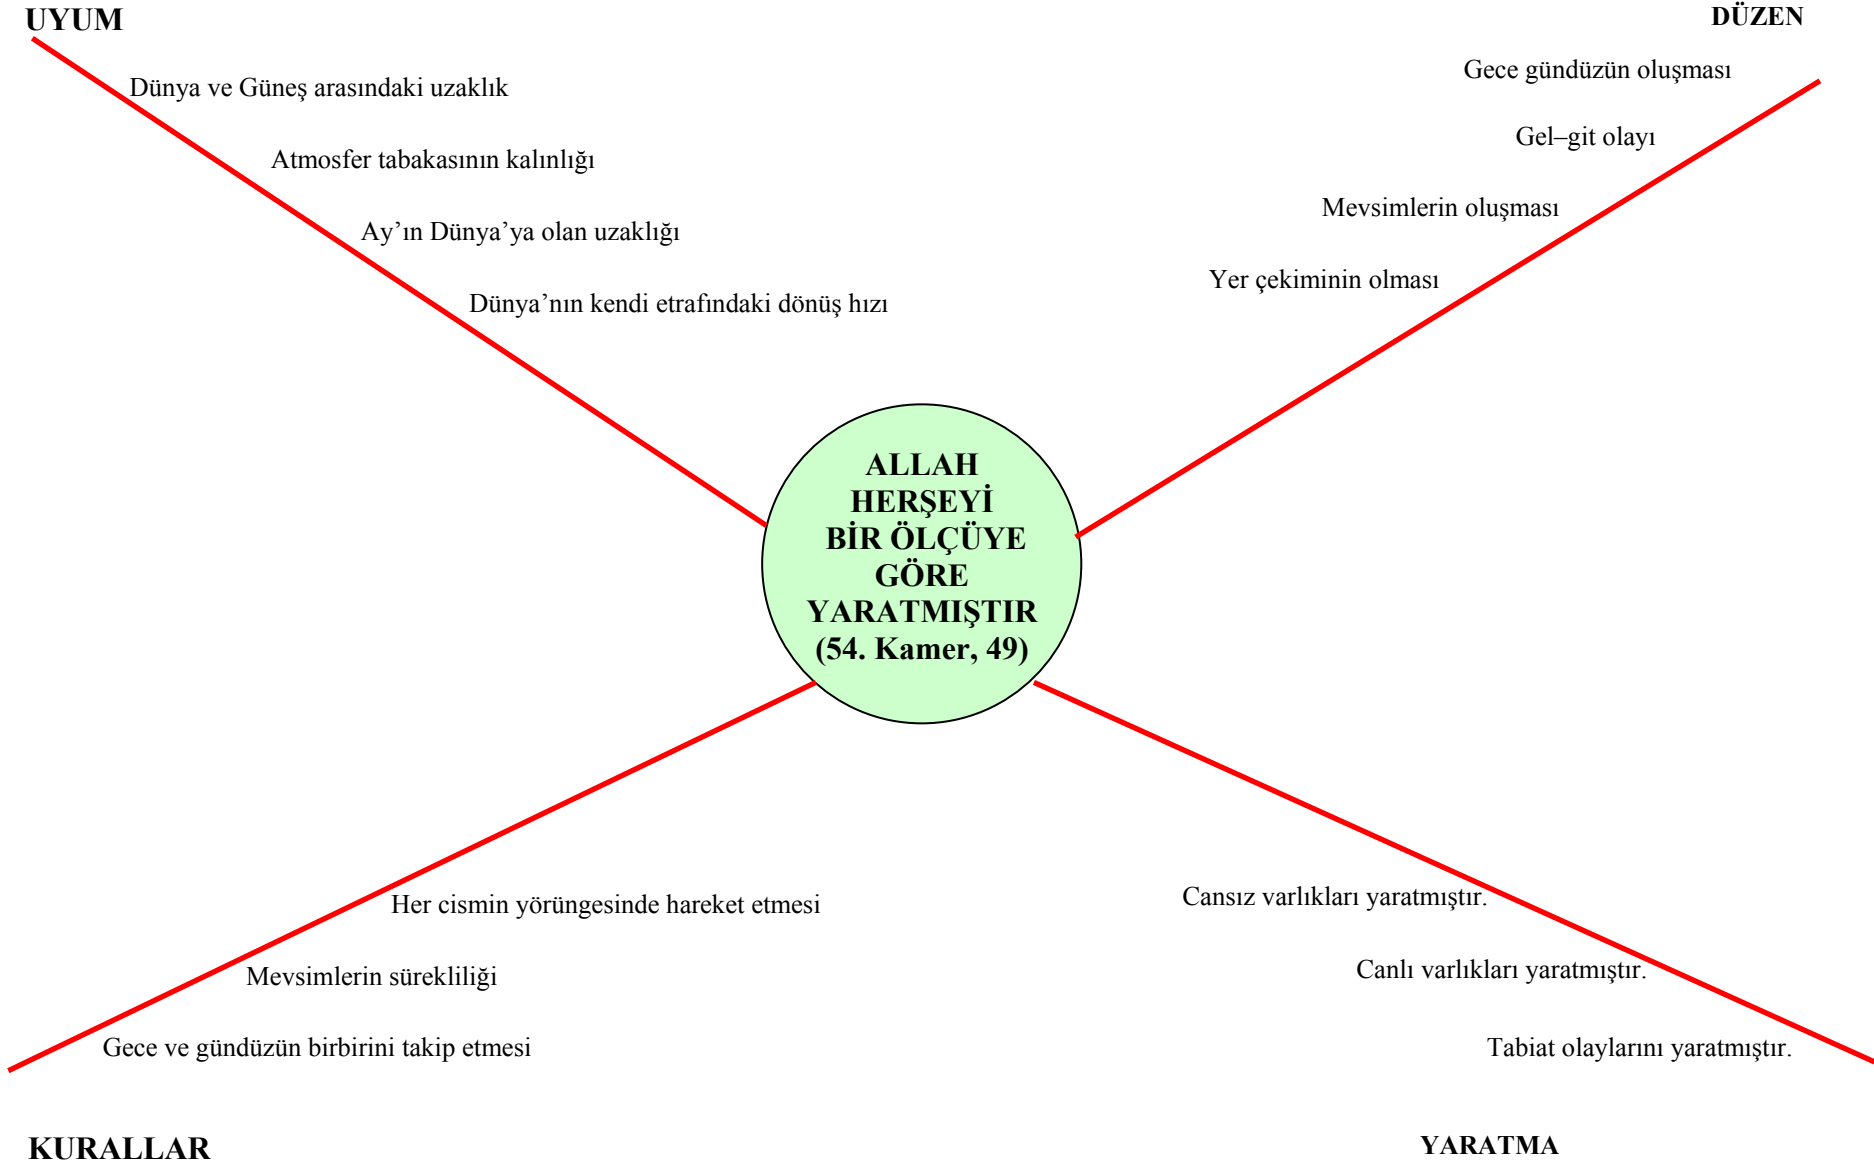 UYUM
DÜZEN
Dünya ve Güneş arasındaki uzaklık
Atmosfer tabakasının kalınlığı
Ay’ın Dünya’ya olan uzaklığı
Dünya’nın kendi etrafındaki dönüş hızı
Gece gündüzün oluşması
Gel–git olayı
Mevsimlerin oluşması
Yer çekiminin olması
ALLAH
HERŞEYİ
BİR ÖLÇÜYE
GÖRE
YARATMIŞTIR
(54. Kamer, 49)
Her cismin yörüngesinde hareket etmesi
Mevsimlerin sürekliliği
Gece ve gündüzün birbirini takip etmesi
Cansız varlıkları yaratmıştır.
Canlı varlıkları yaratmıştır.
Tabiat olaylarını yaratmıştır.
KURALLAR
YARATMA